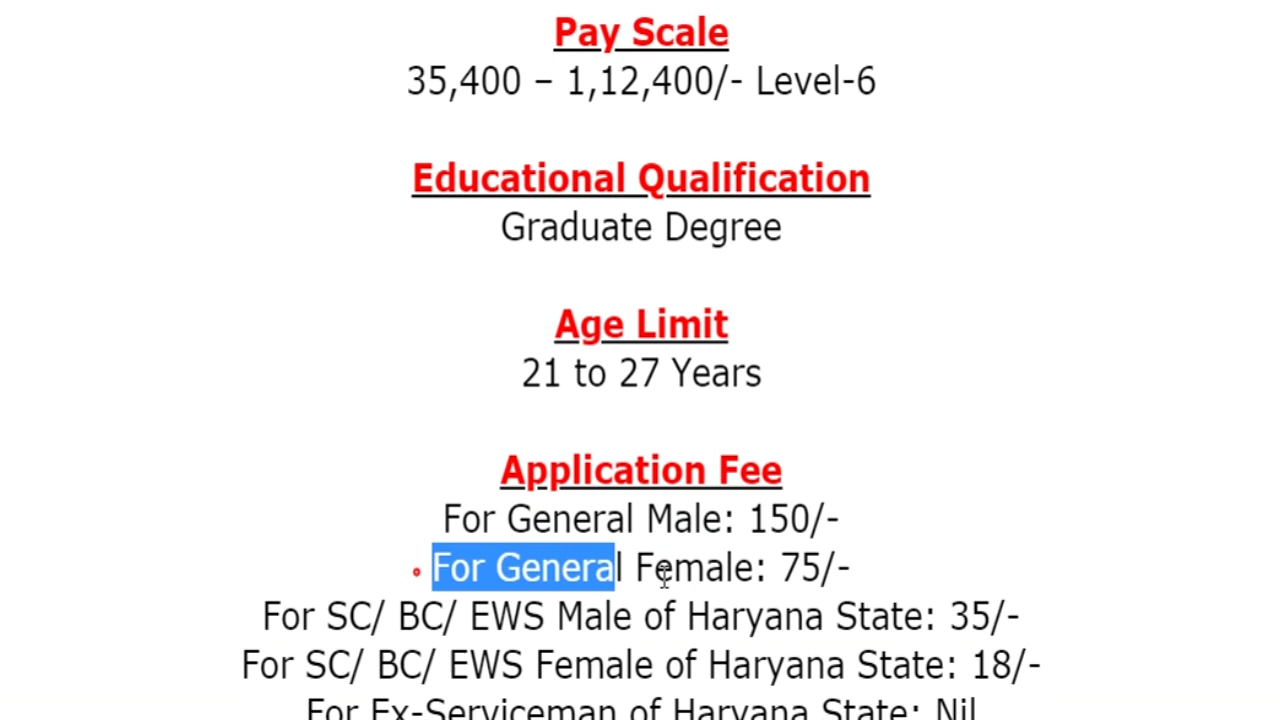 Pay Scale
35,400 – 1,12,400/- Level-6
Educational Qualification
Graduate Degree
Age Limit
21 to 27 Years
Application Fee
For General Male: 150/-
For General Female: 75/-
For SC/ BC/ EWS Male of Haryana State: 35/-
For SC/ BC/ EWS Female of Haryana State: 18/-
For Ex-Serviceman of Haryana State: Nil